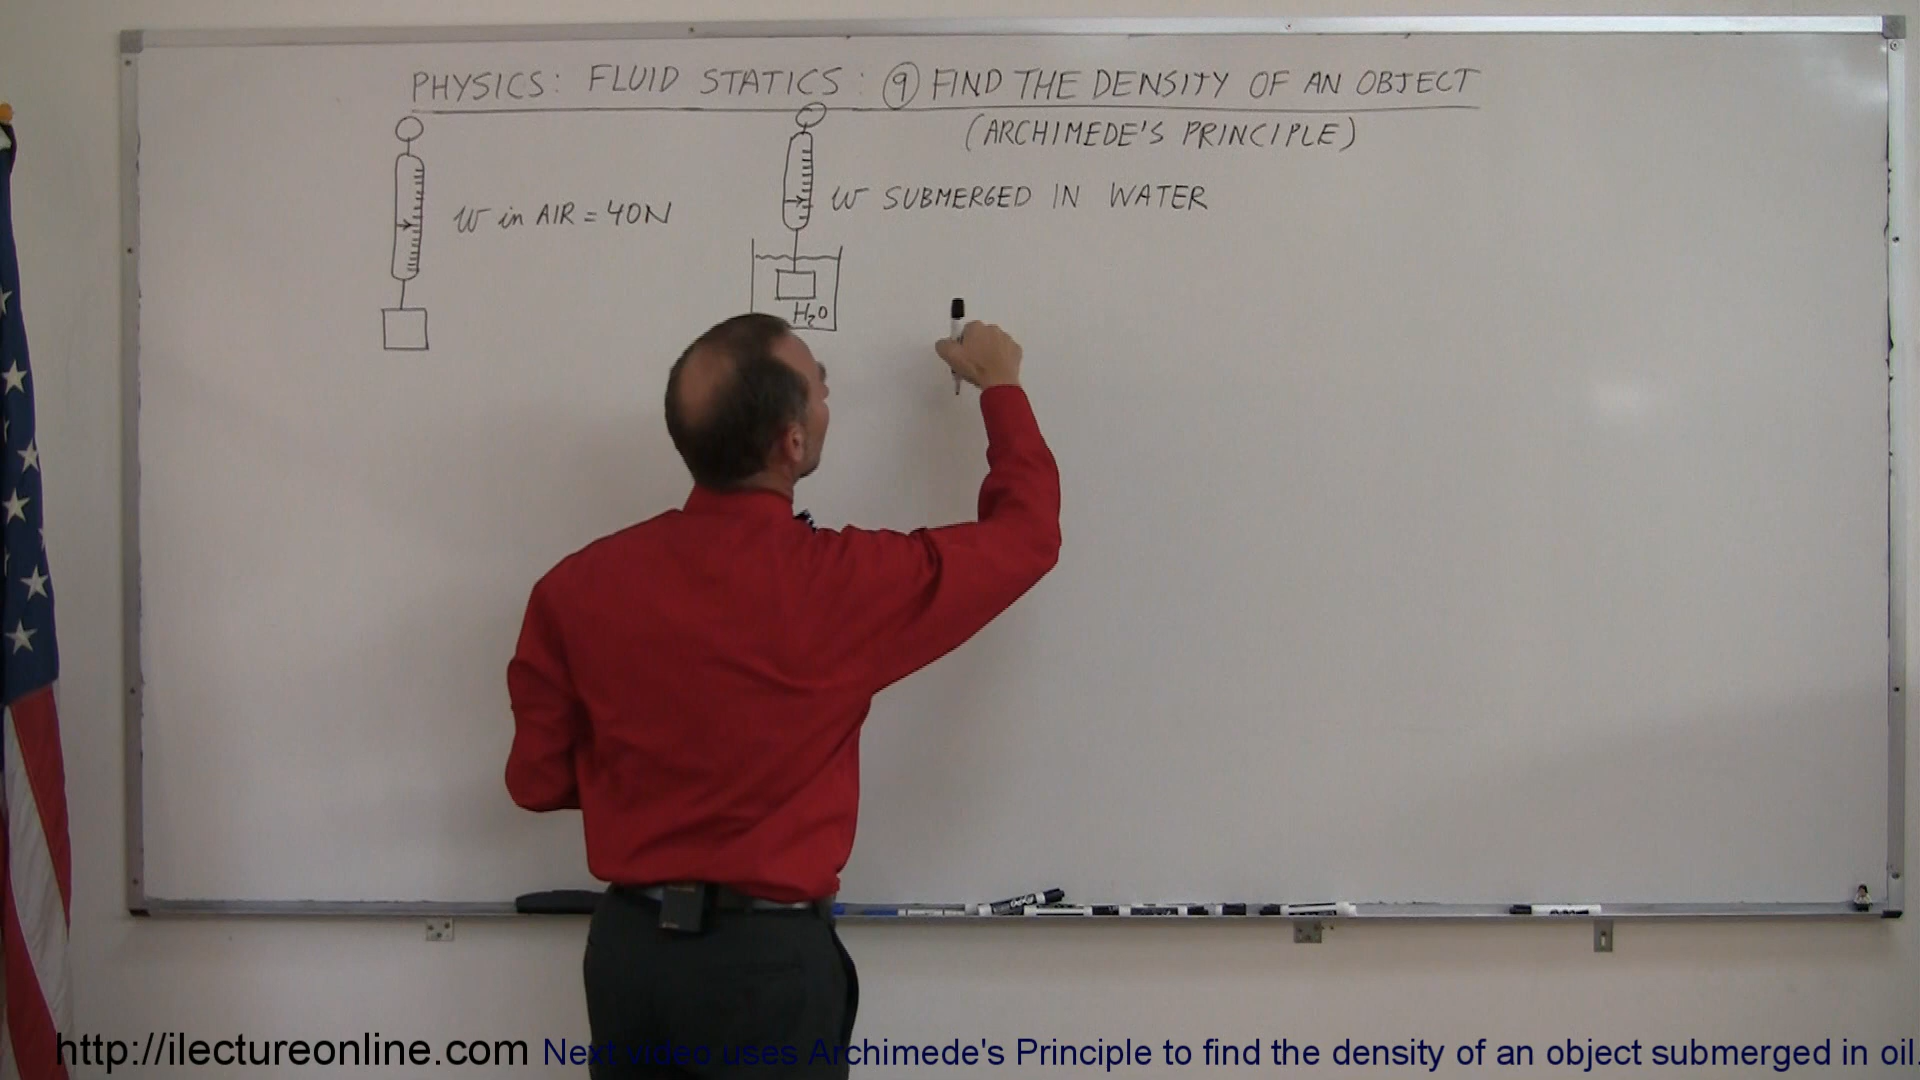 PHYSICS: FLUID STATICS: ⑨ FIND THE DENSITY OF AN OBJECT
(ARCHIMEDE'S PRINCIPLE)
W in AIR = 40N
W SUBMERGED IN WATER
H₂O
http://ilectureonline.com Next video uses Archimede's Principle to find the density of an object submerged in oil.